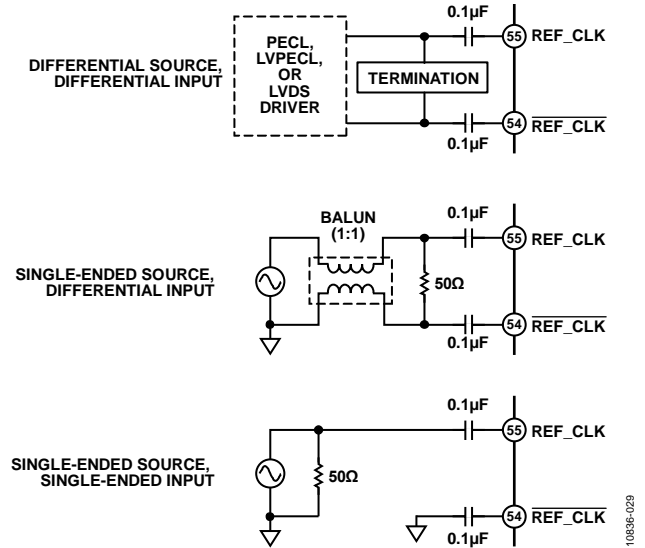 0.1µF
55 REF_CLK
PECL,
LVPECL,
OR
LVDS
DRIVER
DIFFERENTIAL SOURCE,
DIFFERENTIAL INPUT
TERMINATION
54 REF_CLK
0.1µF
BALUN
(1:1)
0.1µF
55 REF_CLK
SINGLE-ENDED SOURCE,
DIFFERENTIAL INPUT
50Ω
54 REF_CLK
0.1µF
0.1µF
55 REF_CLK
SINGLE-ENDED SOURCE,
SINGLE-ENDED INPUT
50Ω
54 REF_CLK
0.1µF
10836-029